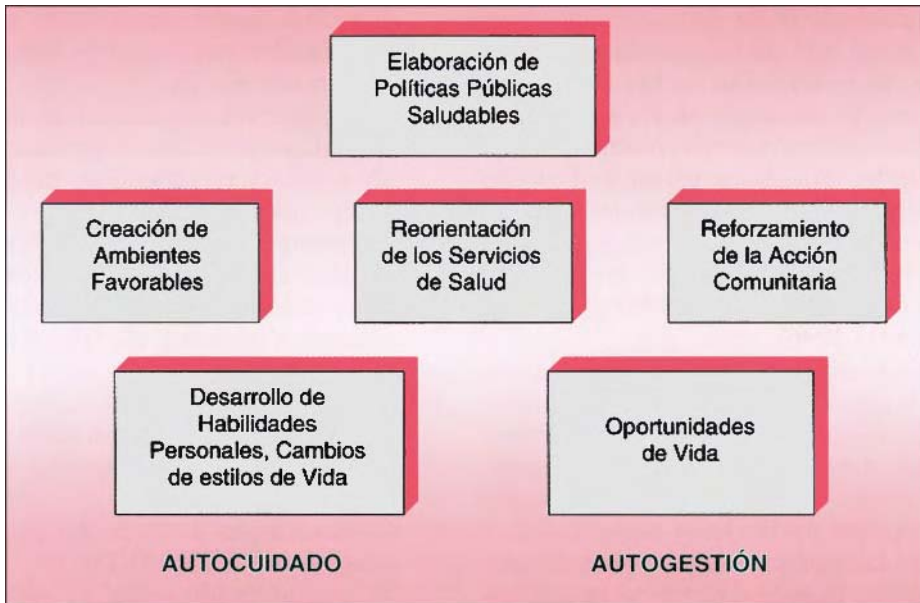 Elaboración de
Políticas Públicas
Saludables
Creación de
Ambientes
Favorables
Reorientación
de los Servicios
de Salud
Reforzamiento
de la Acción
Comunitaria
Desarrollo de
Habilidades
Personales, Cambios
de estilos de Vida
Oportunidades
de Vida
AUTOCUIDADO
AUTOGESTIÓN